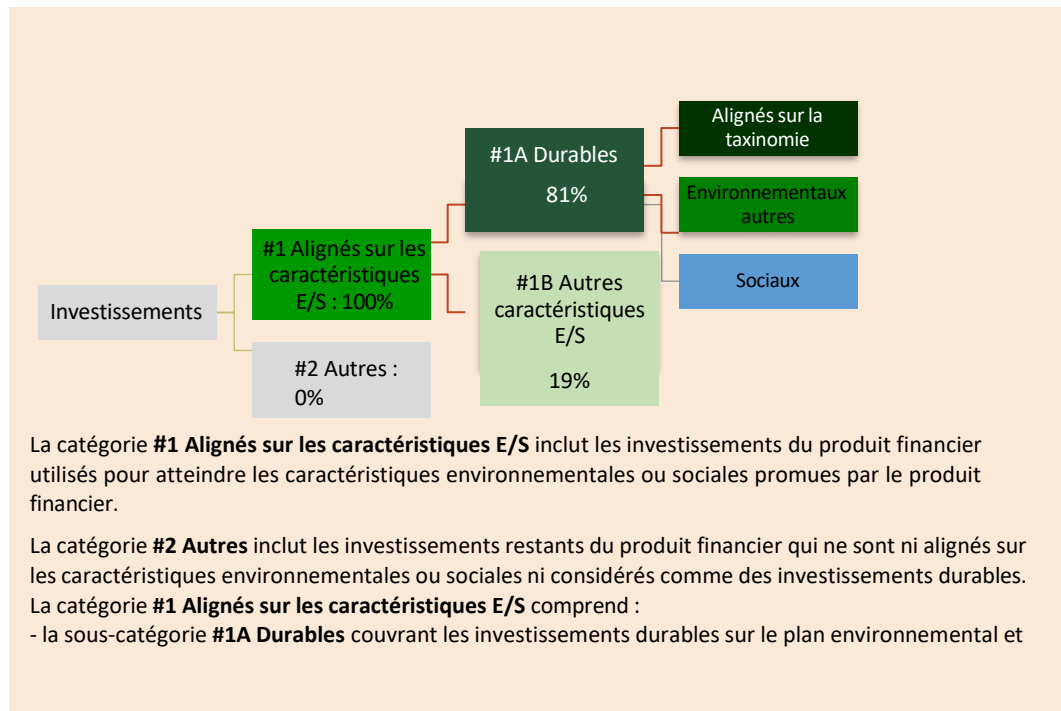 Alignés sur la
taxinomie
#1A Durables
81%
Environnementaux
autres
#1 Alignés sur les
caractéristiques
E/S : 100%
#1B Autres
caractéristiques
E/S
19%
Sociaux
Investissements
#2 Autres :
0%
La catégorie #1 Alignés sur les caractéristiques E/S inclut les investissements du produit financier
utilisés pour atteindre les caractéristiques environnementales ou sociales promues par le produit
financier.
La catégorie #2 Autres inclut les investissements restants du produit financier qui ne sont ni alignés sur
les caractéristiques environnementales ou sociales ni considérés comme des investissements durables.
La catégorie #1 Alignés sur les caractéristiques E/S comprend :
- la sous-catégorie #1A Durables couvrant les investissements durables sur le plan environnemental et